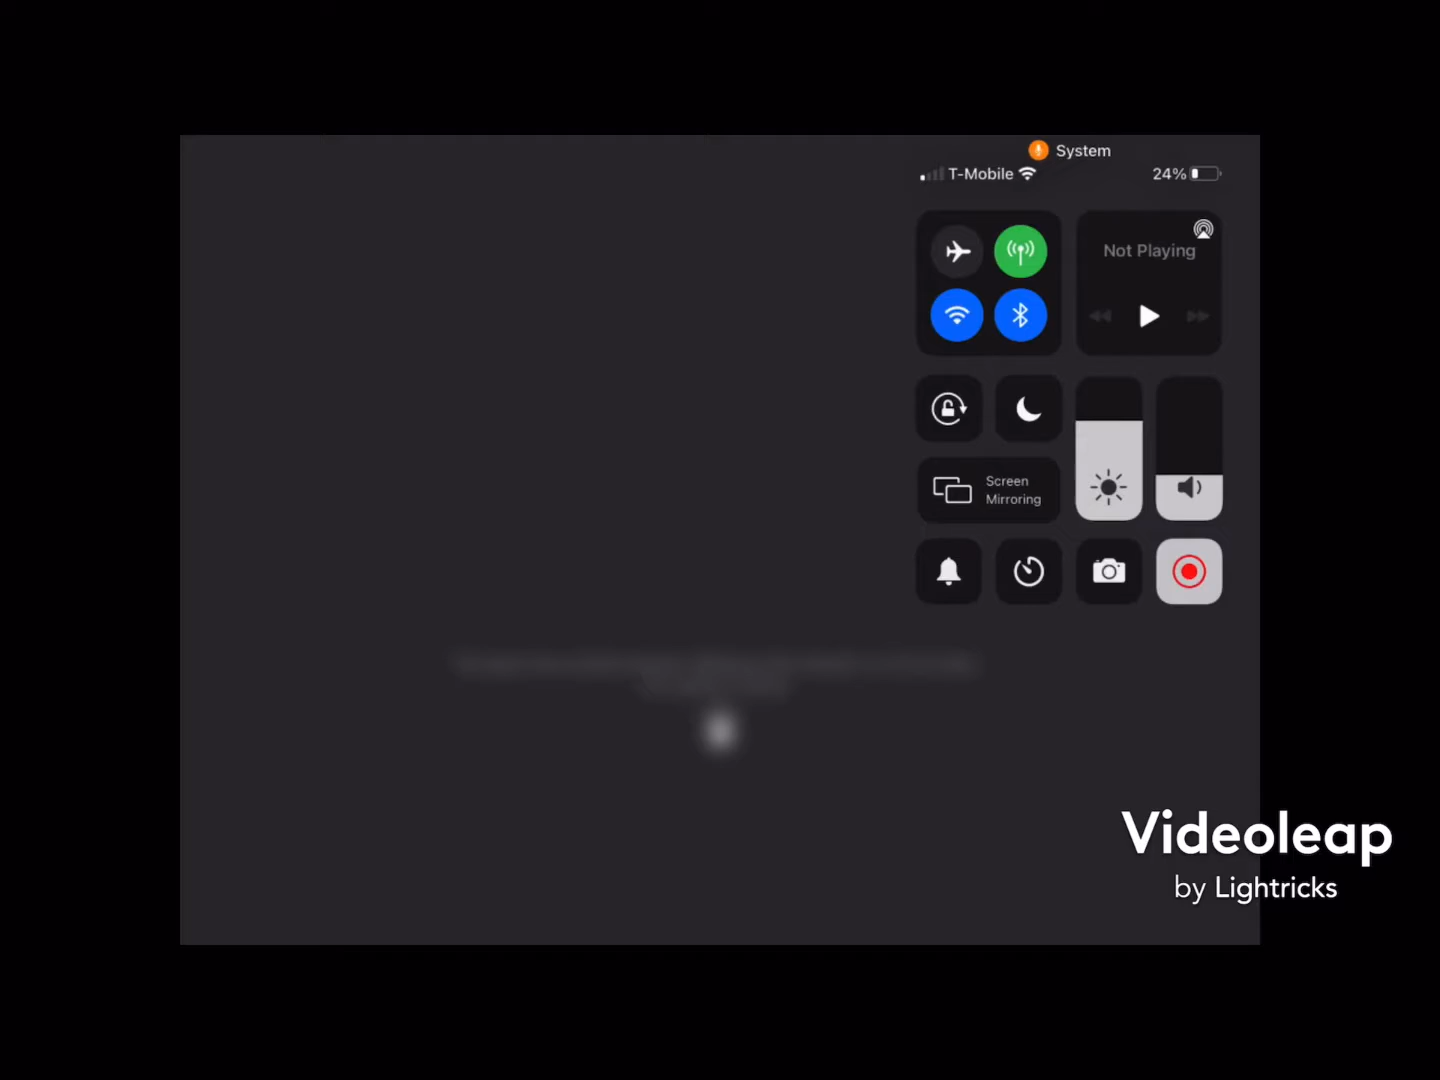 System
T-Mobile
24%
Not Playing
Screen
Mirroring
Videoleap
by Lightricks